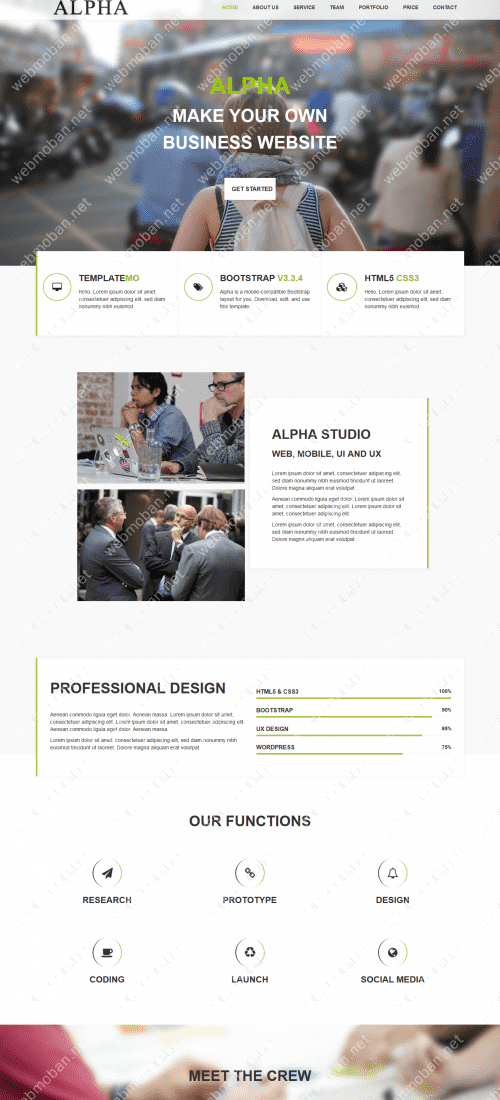 ALPHA
HOME ABOUT US SERVICE TEAM PORTFOLIO PRICE CONTACT
ALPHA
MAKE YOUR OWN
BUSINESS WEBSITE
GET STARTED
TEMPLATEMO
Hello. Lorem ipsum dolor sit amet,
consectetuer adipiscing elit, sed diam
nonummy nibh euismod.
BOOTSTRAP V3.3.4
Alpha is a mobile-compatible Bootstrap
layout for you. Download, edit, and use
this template.
HTML5 CSS3
Hello. Lorem ipsum dolor sit amet,
consectetuer adipiscing elit, sed diam
nonummy nibh euismod.
ALPHA STUDIO
WEB, MOBILE, UI AND UX
Lorem ipsum dolor sit amet, consectetuer adipiscing elit,
sed diam nonummy nibh euismod tincidunt ut laoreet.
Dolore magna aliquam erat volutpat.
Aenean commodo ligula eget dolor. Lorem ipsum dolor sit
amet, consectetuer adipiscing elit. Lorem ipsum dolor sit
amet, consectetuer adipiscing elit.
Lorem ipsum dolor sit amet, consectetuer adipiscing elit,
sed diam nonummy nibh euismod tincidunt ut laoreet.
Dolore magna aliquam erat volutpat.
PROFESSIONAL DESIGN
Aenean commodo ligula eget dolor. Aenean massa. Lorem ipsum dolor sit amet,
consectetuer adipiscing elit. Lorem ipsum dolor sit amet, consectetuer adipiscing elit.
Aenean commodo ligula eget dolor. Aenean massa.
Lorem ipsum dolor sit amet, consectetuer adipiscing elit, sed diam nonummy nibh
euismod tincidunt ut laoreet. Dolore magna aliquam erat volutpat.
HTML5 & CSS3 100%
BOOTSTRAP 90%
UX DESIGN
WORDPRESS 75%
OUR FUNCTIONS
RESEARCH PROTOTYPE DESIGN
CODING LAUNCH SOCIAL MEDIA
MEET THE CREW
webmoban.net